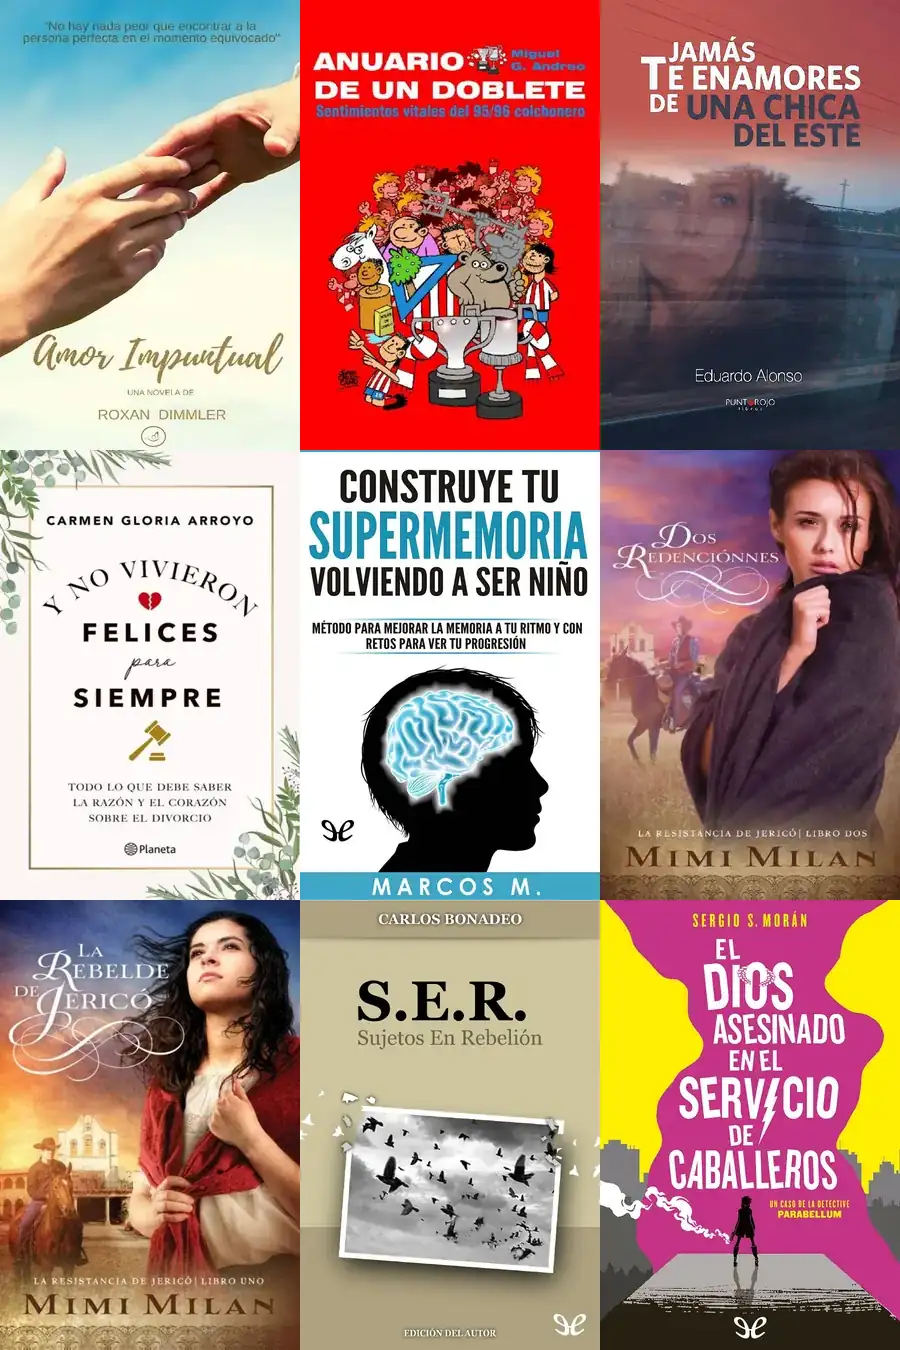 "No hay nada peor que encontrar a la
persona perfecta en el momento equivocado"
Amor Impuntual
UNA NOVELA DE
ROXAN DIMMLER
ANUARIO
Miguel
G. Andreo
DE UN DOBLETE
Sentimientos vitales del 95/96 colchonero
JAMÁS
TE ENAMORES
DE UNA CHICA
DEL ESTE
Eduardo Alonso
PUNTOROJO
libros
CARMEN GLORIA ARROYO
Y NO VIVIERON
FELICES
para
SIEMPRE
TODO LO QUE DEBE SABER
LA RAZÓN Y EL CORAZÓN
SOBRE EL DIVORCIO
Planeta
CONSTRUYE TU
SUPERMEMORIA
VOLVIENDO A SER NIÑO
MÉTODO PARA MEJORAR LA MEMORIA A TU RITMO Y CON
RETOS PARA VER TU PROGRESIÓN
MARCOS M.
DOS
REDENCIÓNNES
LA RESISTANCIA DE JERICÓ| LIBRO DOS
MIMI MILAN
LA
REBELDE
DE JERICÓ
LA RESISTANCIA DE JERICÓ| LIBRO UNO
MIMI MILAN
CARLOS BONADEO
S.E.R.
Sujetos En Rebelión
EDICIÓN DEL AUTOR
SERGIO S. MORÁN
EL
DIOS
ASESINADO
EN EL
SERVICIO
DE
CABALLEROS
UN CASO DE LA DETECTIVE
PARABELLUM